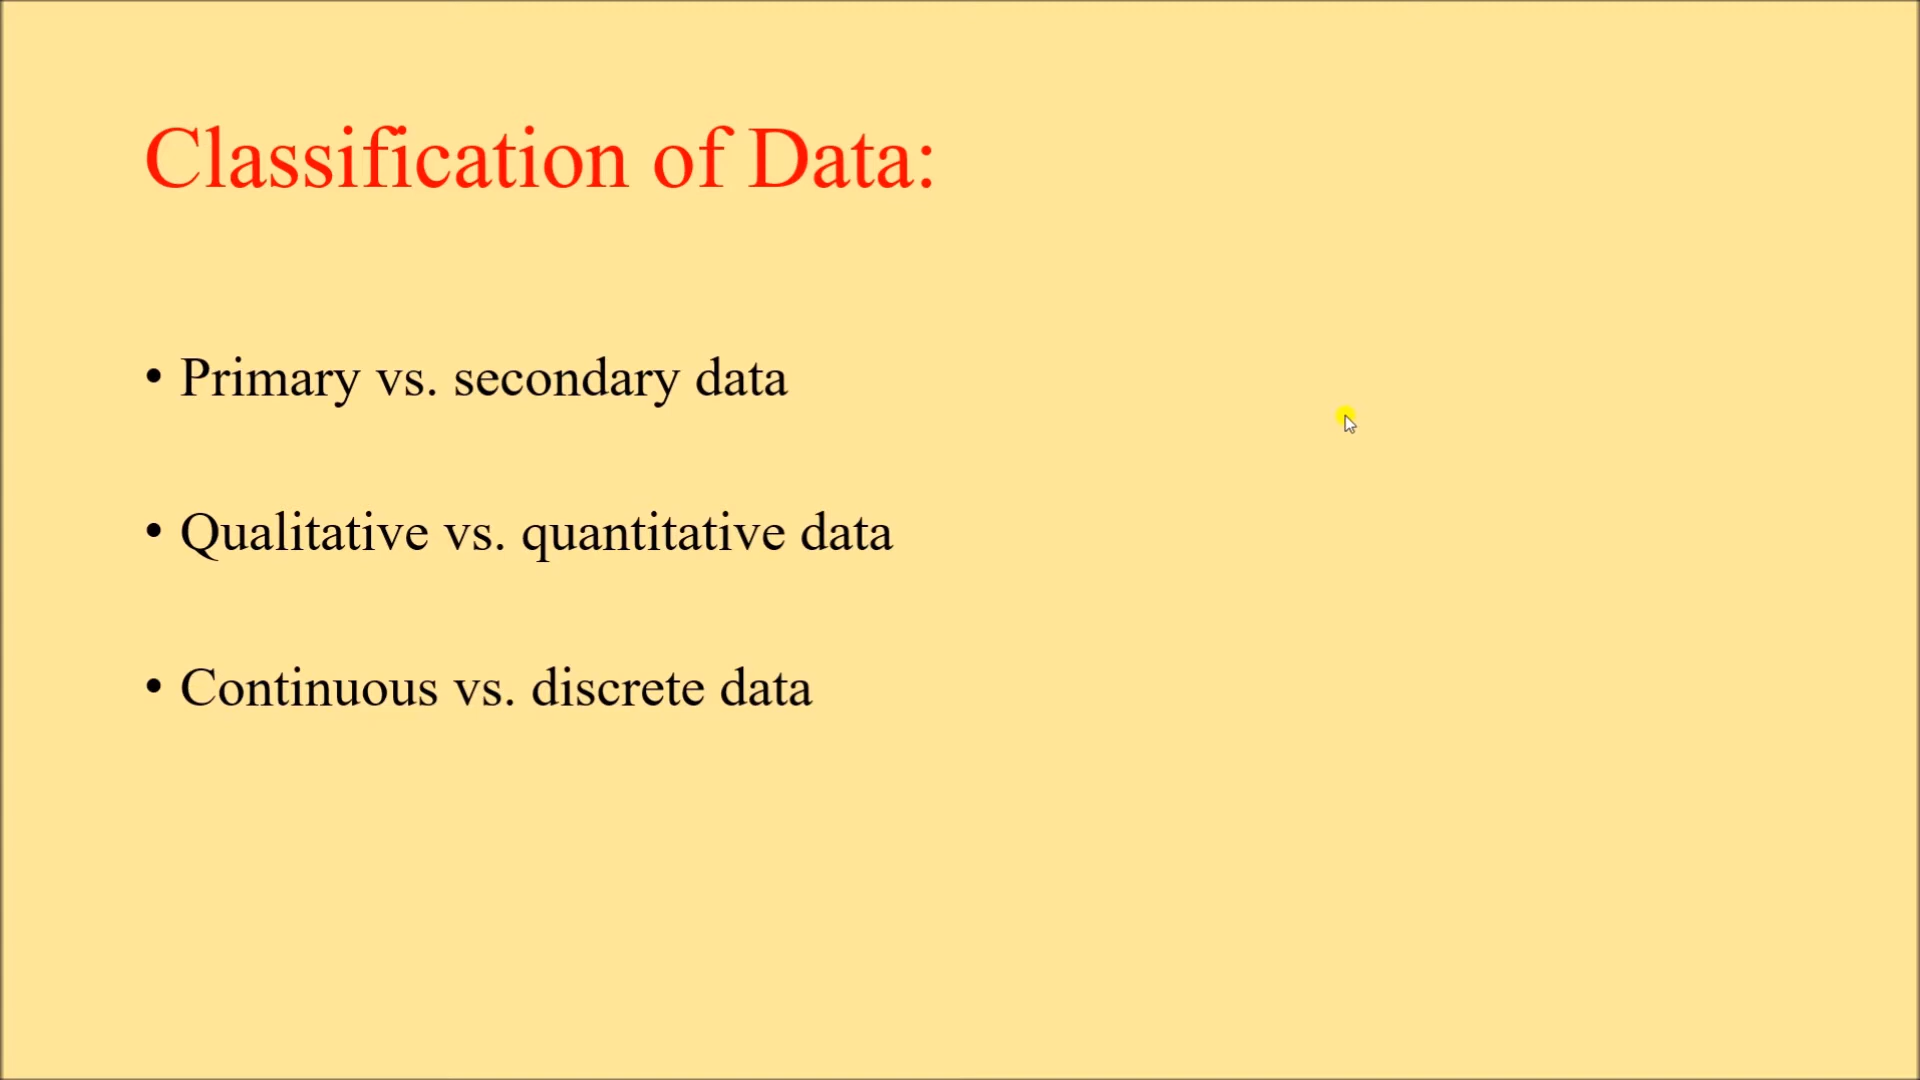 Classification of Data:
• Primary vs. secondary data
• Qualitative vs. quantitative data
• Continuous vs. discrete data